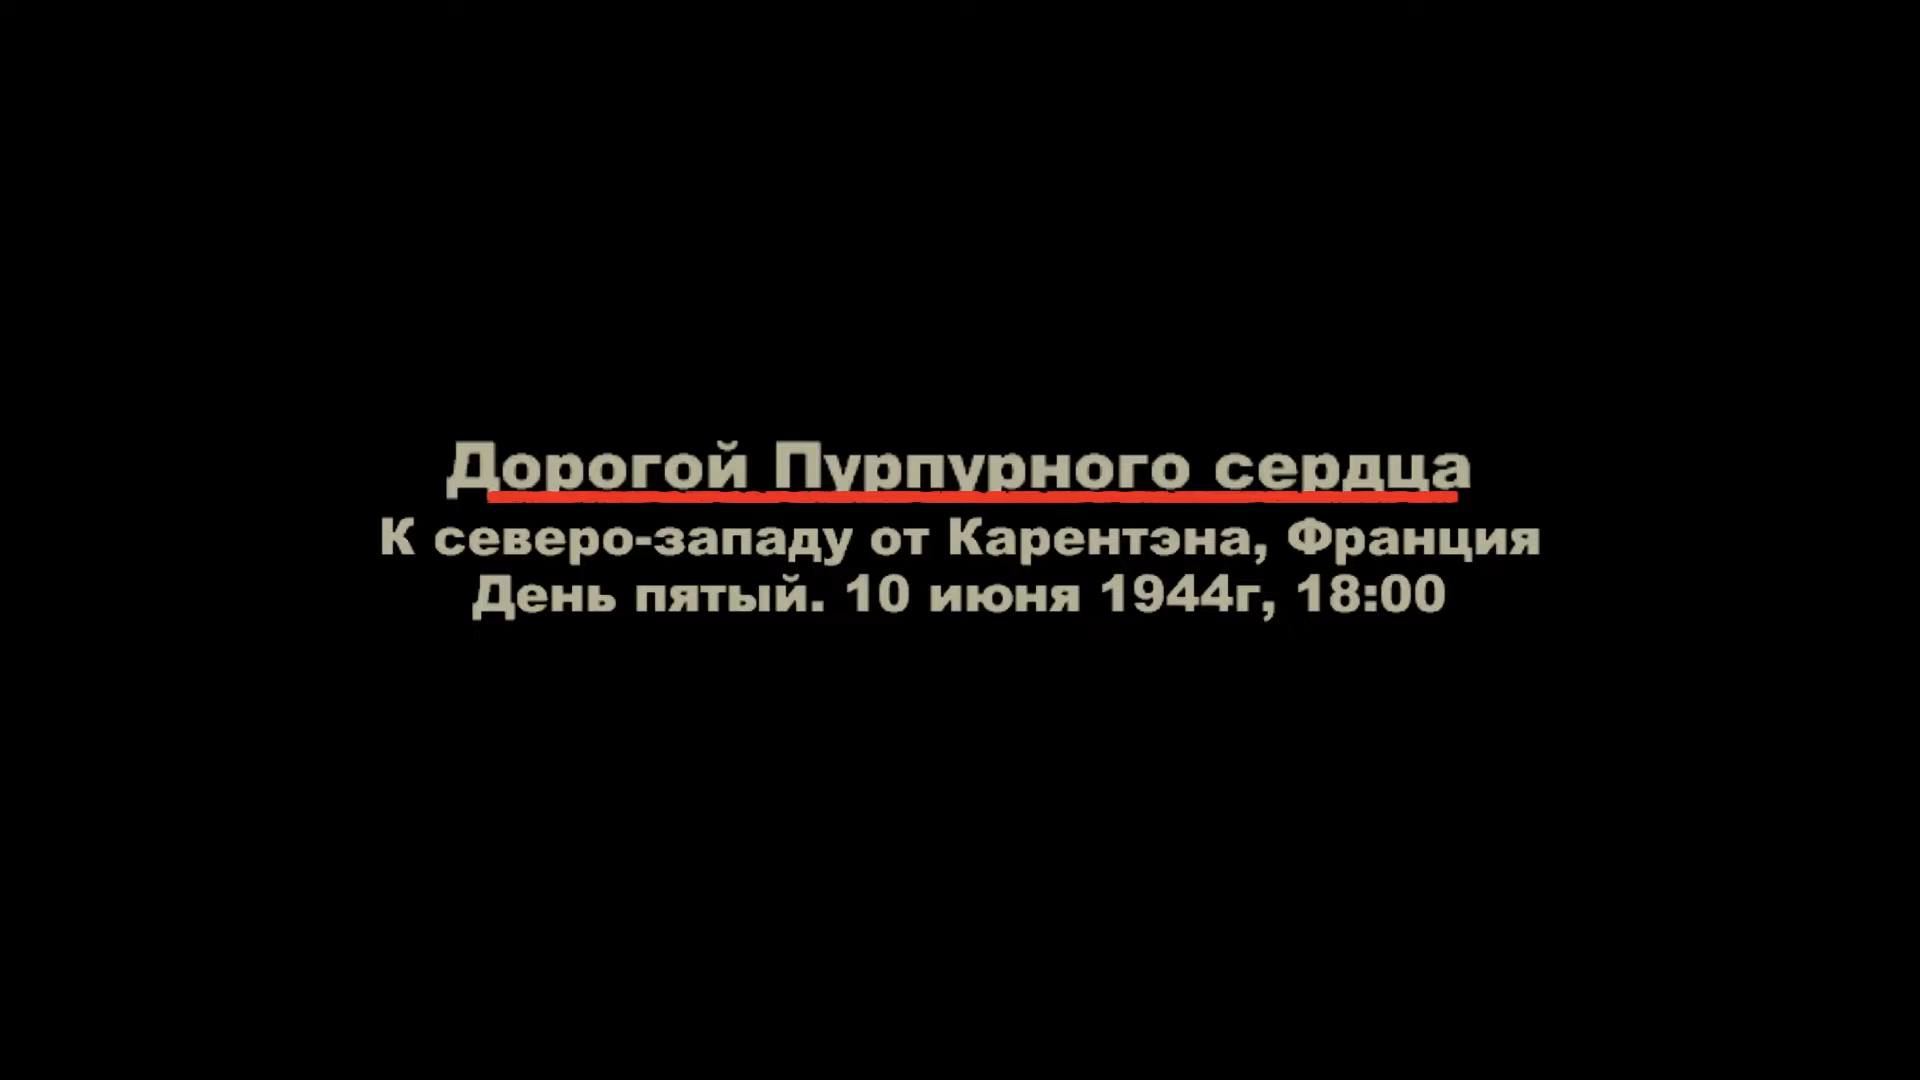 Дорогой Пурпурного сердца
К северо-западу от Карентэна, Франция
День пятый. 10 июня 1944г, 18:00